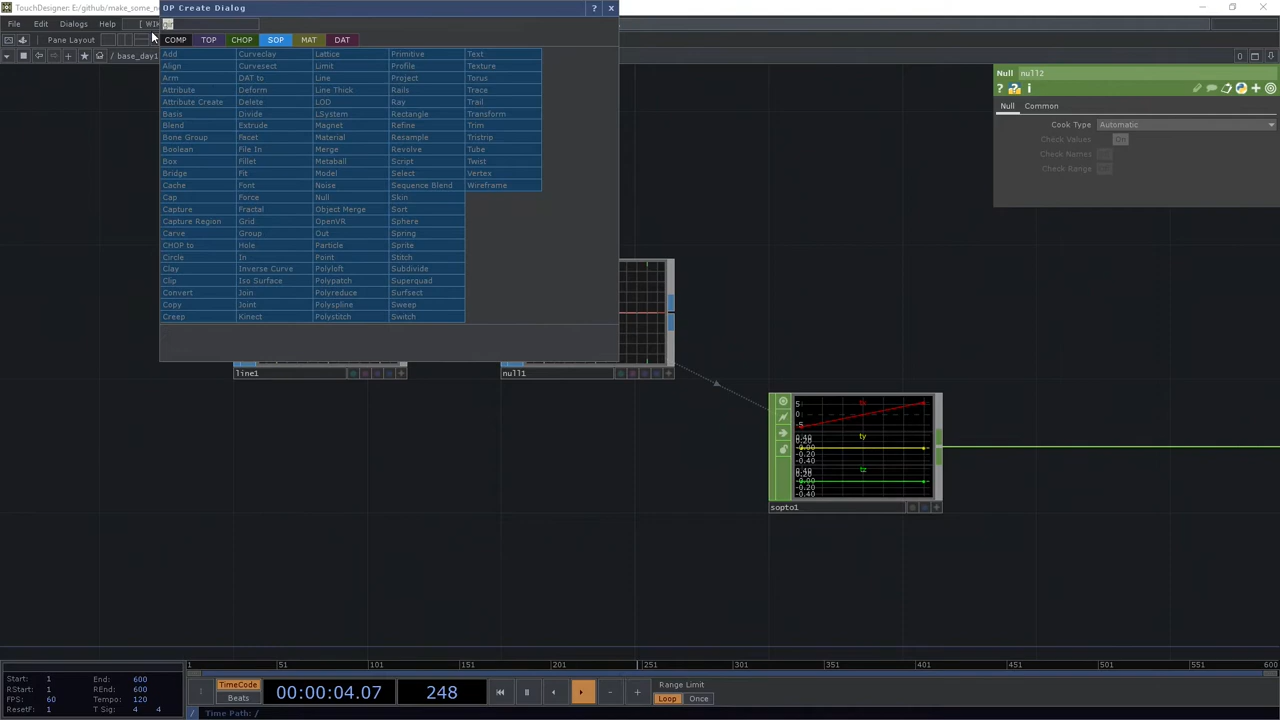 TouchDesigner: E:/github/make_some_no
OP Create Dialog
? x
File Edit Dialogs Help [ WIK
Pane Layout
COMP TOP CHOP SOP MAT DAT
/ base_day1
Add Curveclay Lattice Primitive Text
Align Curvesect Limit Profile Texture
Arm DAT to Line Project Torus
Attribute Deform Line Thick Rails Trace
Attribute Create Delete LOD Ray Trail
Basis Divide LSystem Rectangle Transform
Blend Extrude Magnet Refine Trim
Bone Group Facet Material Resample Tristrip
Boolean File In Merge Revolve Tube
Box Fillet Metaball Script Twist
Bridge Fit Model Select Vertex
Cache Font Noise Sequence Blend Wireframe
Cap Force Null Skin
Capture Fractal Object Merge Sort
Capture Region Grid OpenVR Sphere
Carve Group Out Spring
CHOP to Hole Particle Sprite
Circle In Point Stitch
Clay Inverse Curve Polyloft Subdivide
Clip Iso Surface Polypatch Superquad
Convert Join Polyreduce Surfsect
Copy Joint Polyspline Sweep
Creep Kinect Polystitch Switch
Null null2
? i
Null Common
Cook Type Automatic
Check Values On
Check Names
Check Range
line1
null1
tx
ty
tz
sopto1
1 51 101 151 201 251 301 351 401 451 501 551 600
Start: 1 End: 600
RStart: 1 REnd: 600
FPS: 60 Tempo: 120
ResetF: 1 T Sig: 4 4
TimeCode
Beats
00:00:04.07
248
Range Limit
Loop Once
Time Path: /